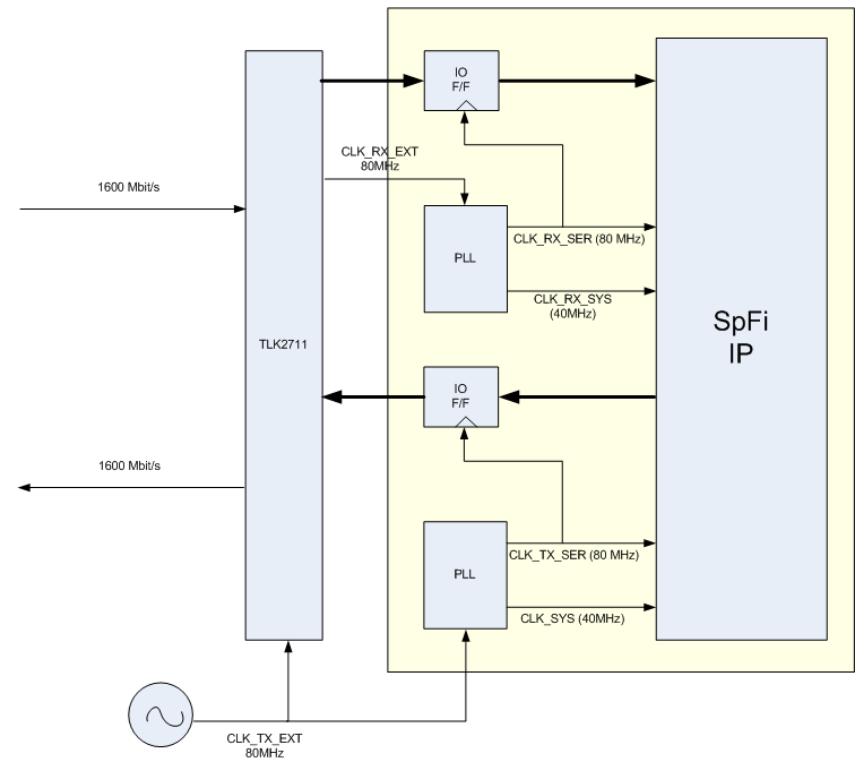 IO
F/F
CLK_RX_EXT
80MHz
1600 Mbit/s
CLK_RX_SER (80 MHz)
PLL
CLK_RX_SYS
(40MHz)
SpFi
IP
TLK2711
IO
F/F
1600 Mbit/s
CLK_TX_SER (80 MHz)
PLL
CLK_SYS (40MHz)
CLK_TX_EXT
80MHz